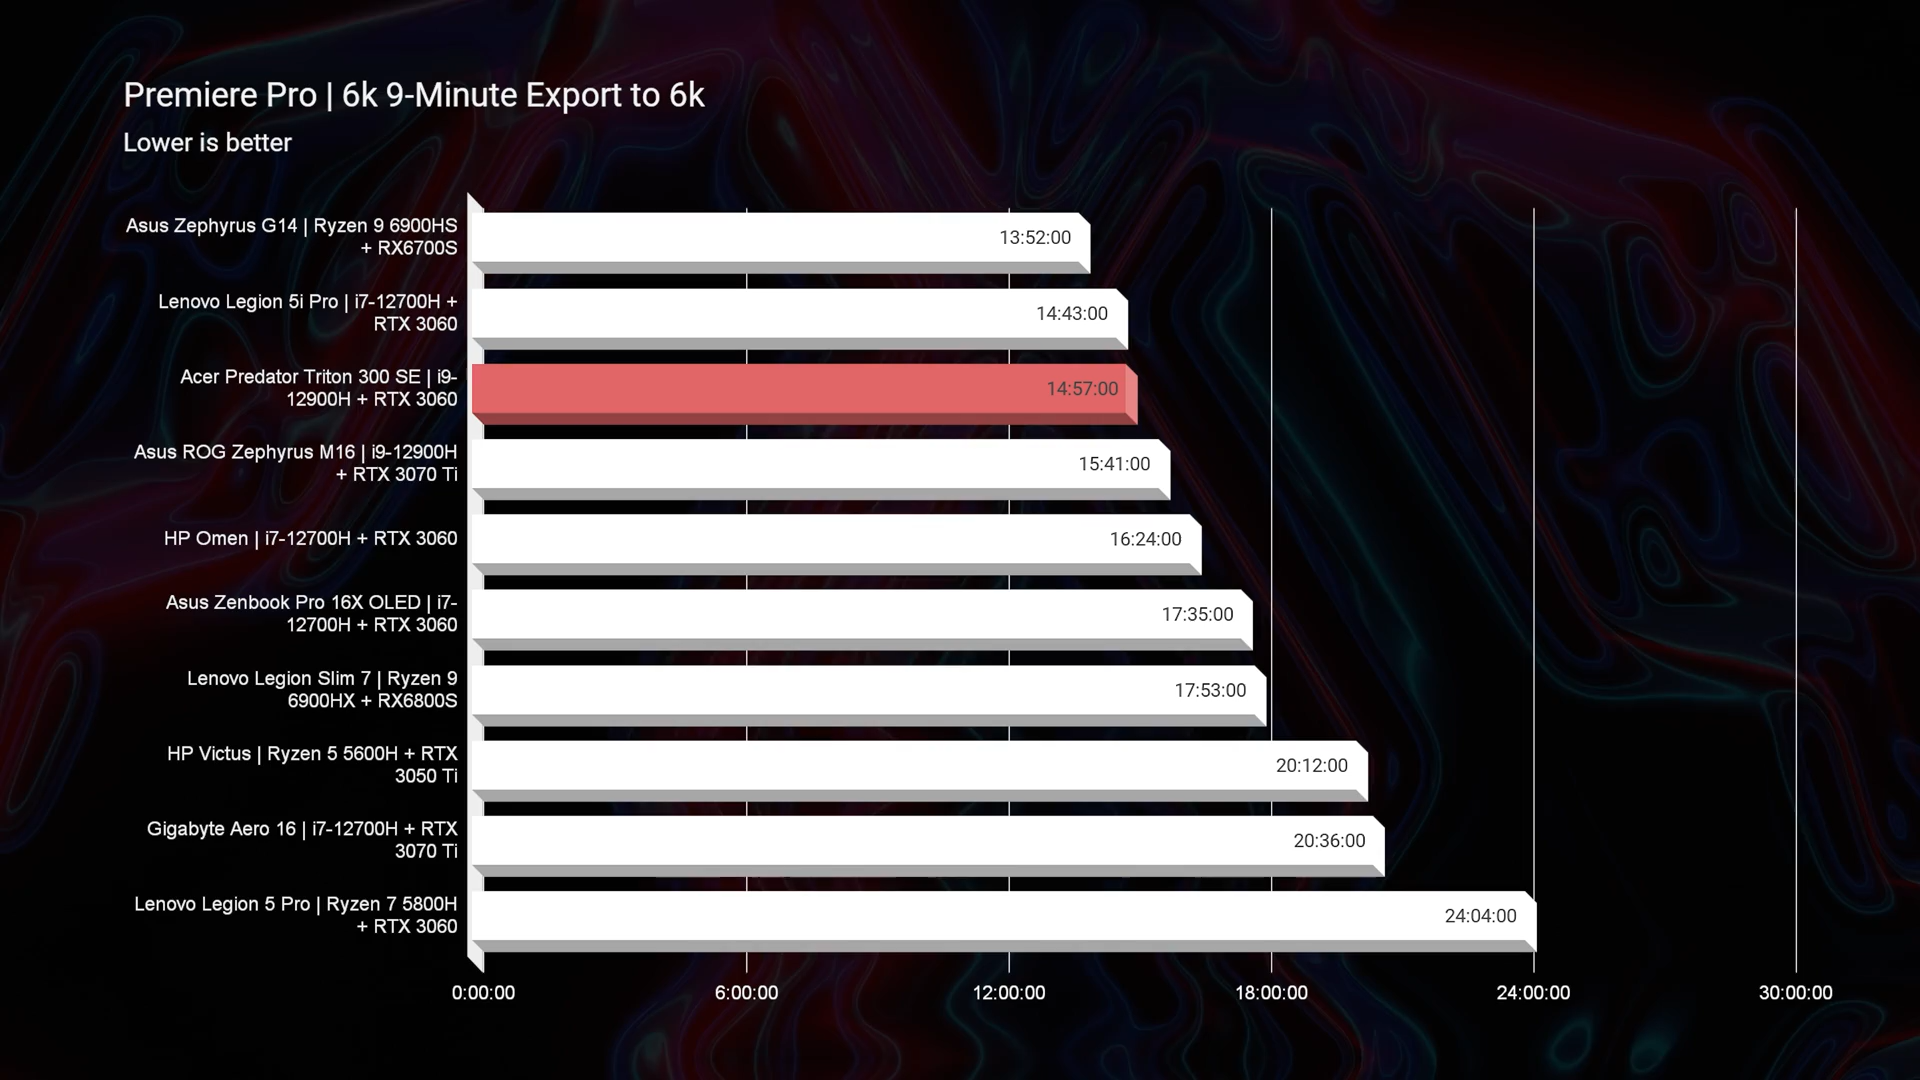 Premiere Pro | 6k 9-Minute Export to 6k
Lower is better
Asus Zephyrus G14 | Ryzen 9 6900HS
+ RX6700S
13:52:00
Lenovo Legion 5i Pro | i7-12700H +
RTX 3060
14:43:00
Acer Predator Triton 300 SE | i9-
12900H + RTX 3060
14:57:00
Asus ROG Zephyrus M16 | i9-12900H
+ RTX 3070 Ti
15:41:00
HP Omen | i7-12700H + RTX 3060
16:24:00
Asus Zenbook Pro 16X OLED | i7-
12700H + RTX 3060
17:35:00
Lenovo Legion Slim 7 | Ryzen 9
6900HX + RX6800S
17:53:00
HP Victus | Ryzen 5 5600H + RTX
3050 Ti
20:12:00
Gigabyte Aero 16 | i7-12700H + RTX
3070 Ti
20:36:00
Lenovo Legion 5 Pro | Ryzen 7 5800H
+ RTX 3060
24:04:00
0:00:00 6:00:00 12:00:00 18:00:00 24:00:00 30:00:00